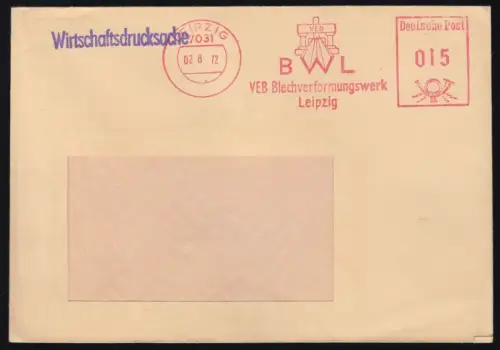 Wirtschaftsdrucksache
LEIPZIG
7031
02.8.72
VEB
BWL
VEB Blechverformungswerk
Leipzig
Deutsche Post
015